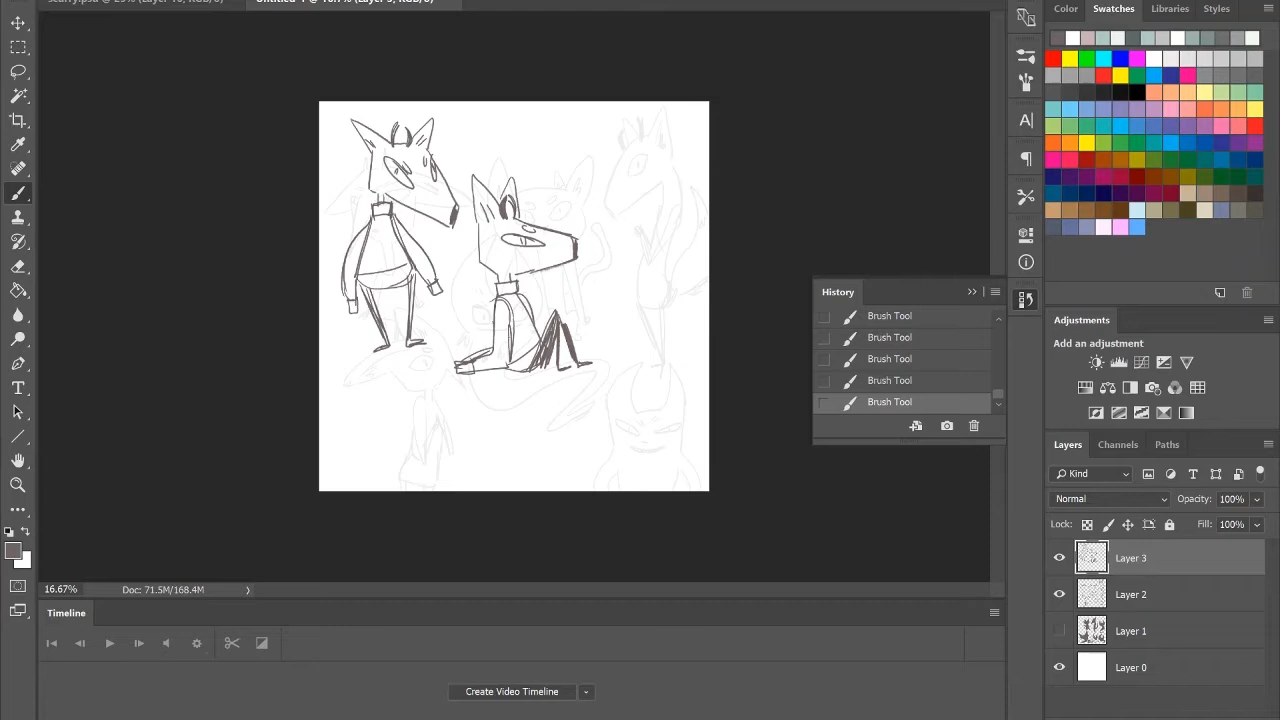 Color Swatches Libraries Styles
History
Brush Tool
Brush Tool
Brush Tool
Brush Tool
Brush Tool
Adjustments
Add an adjustment
Layers Channels Paths
Kind
Normal Opacity: 100%
Lock: Fill: 100%
Layer 3
Layer 2
Layer 1
Layer 0
16.67% Doc: 71.5M/168.4M
Timeline
Create Video Timeline